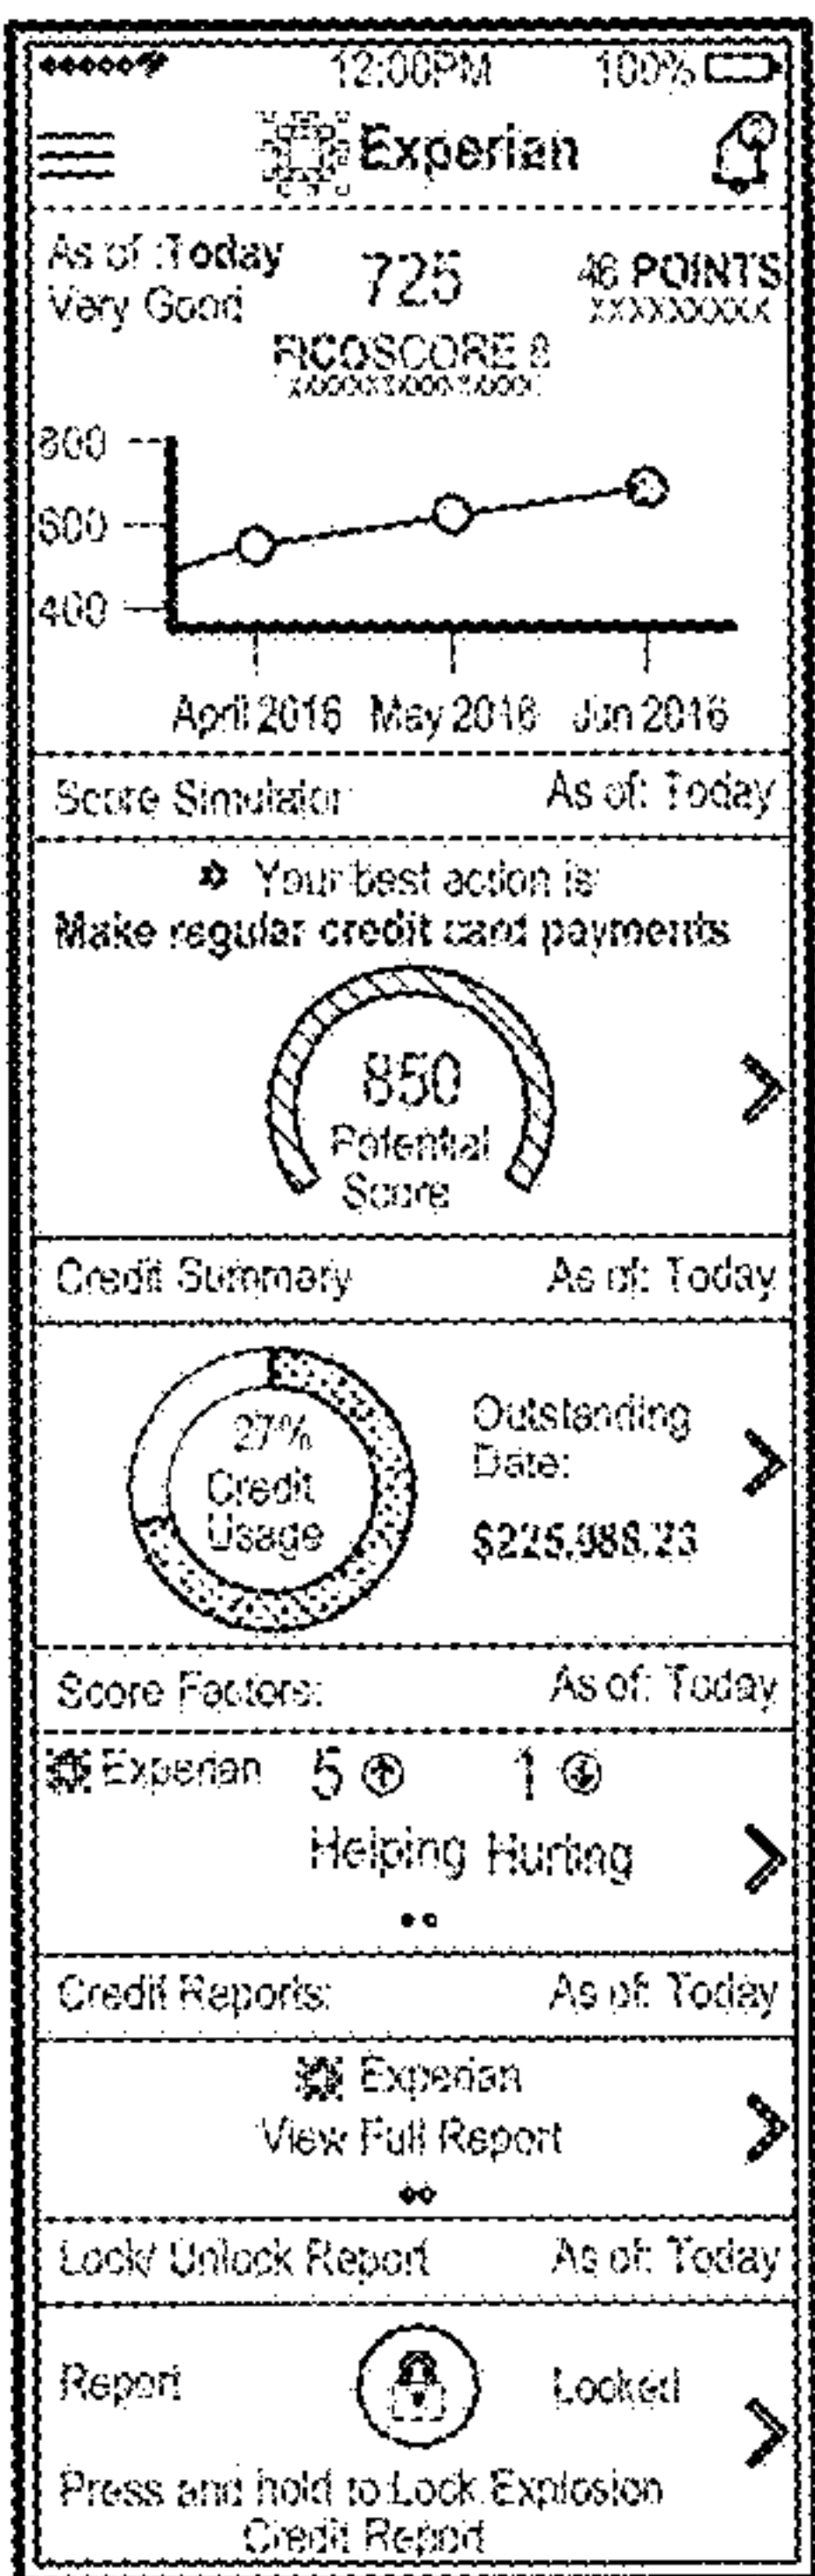 12:00PM 100%
Experian
As of :Today
Very Good
725
46 POINTS
XXXXXXXXX
FICOSCORE 8
800
600
400
April 2016 May 2016 Jun 2016
Score Simulator As of: Today
Your best action is
Make regular credit card payments
850
Potential
Score
Credit Summary As of: Today
27%
Credit
Usage
Outstanding
Date:
Score Factors: As of: Today
Experian 5 1
Helping Hurting
Credit Reports: As of: Today
Experian
View Full Report
Lock/ Unlock Report As of: Today
Report Locked
Press and hold to Lock Explosion
Credit Report